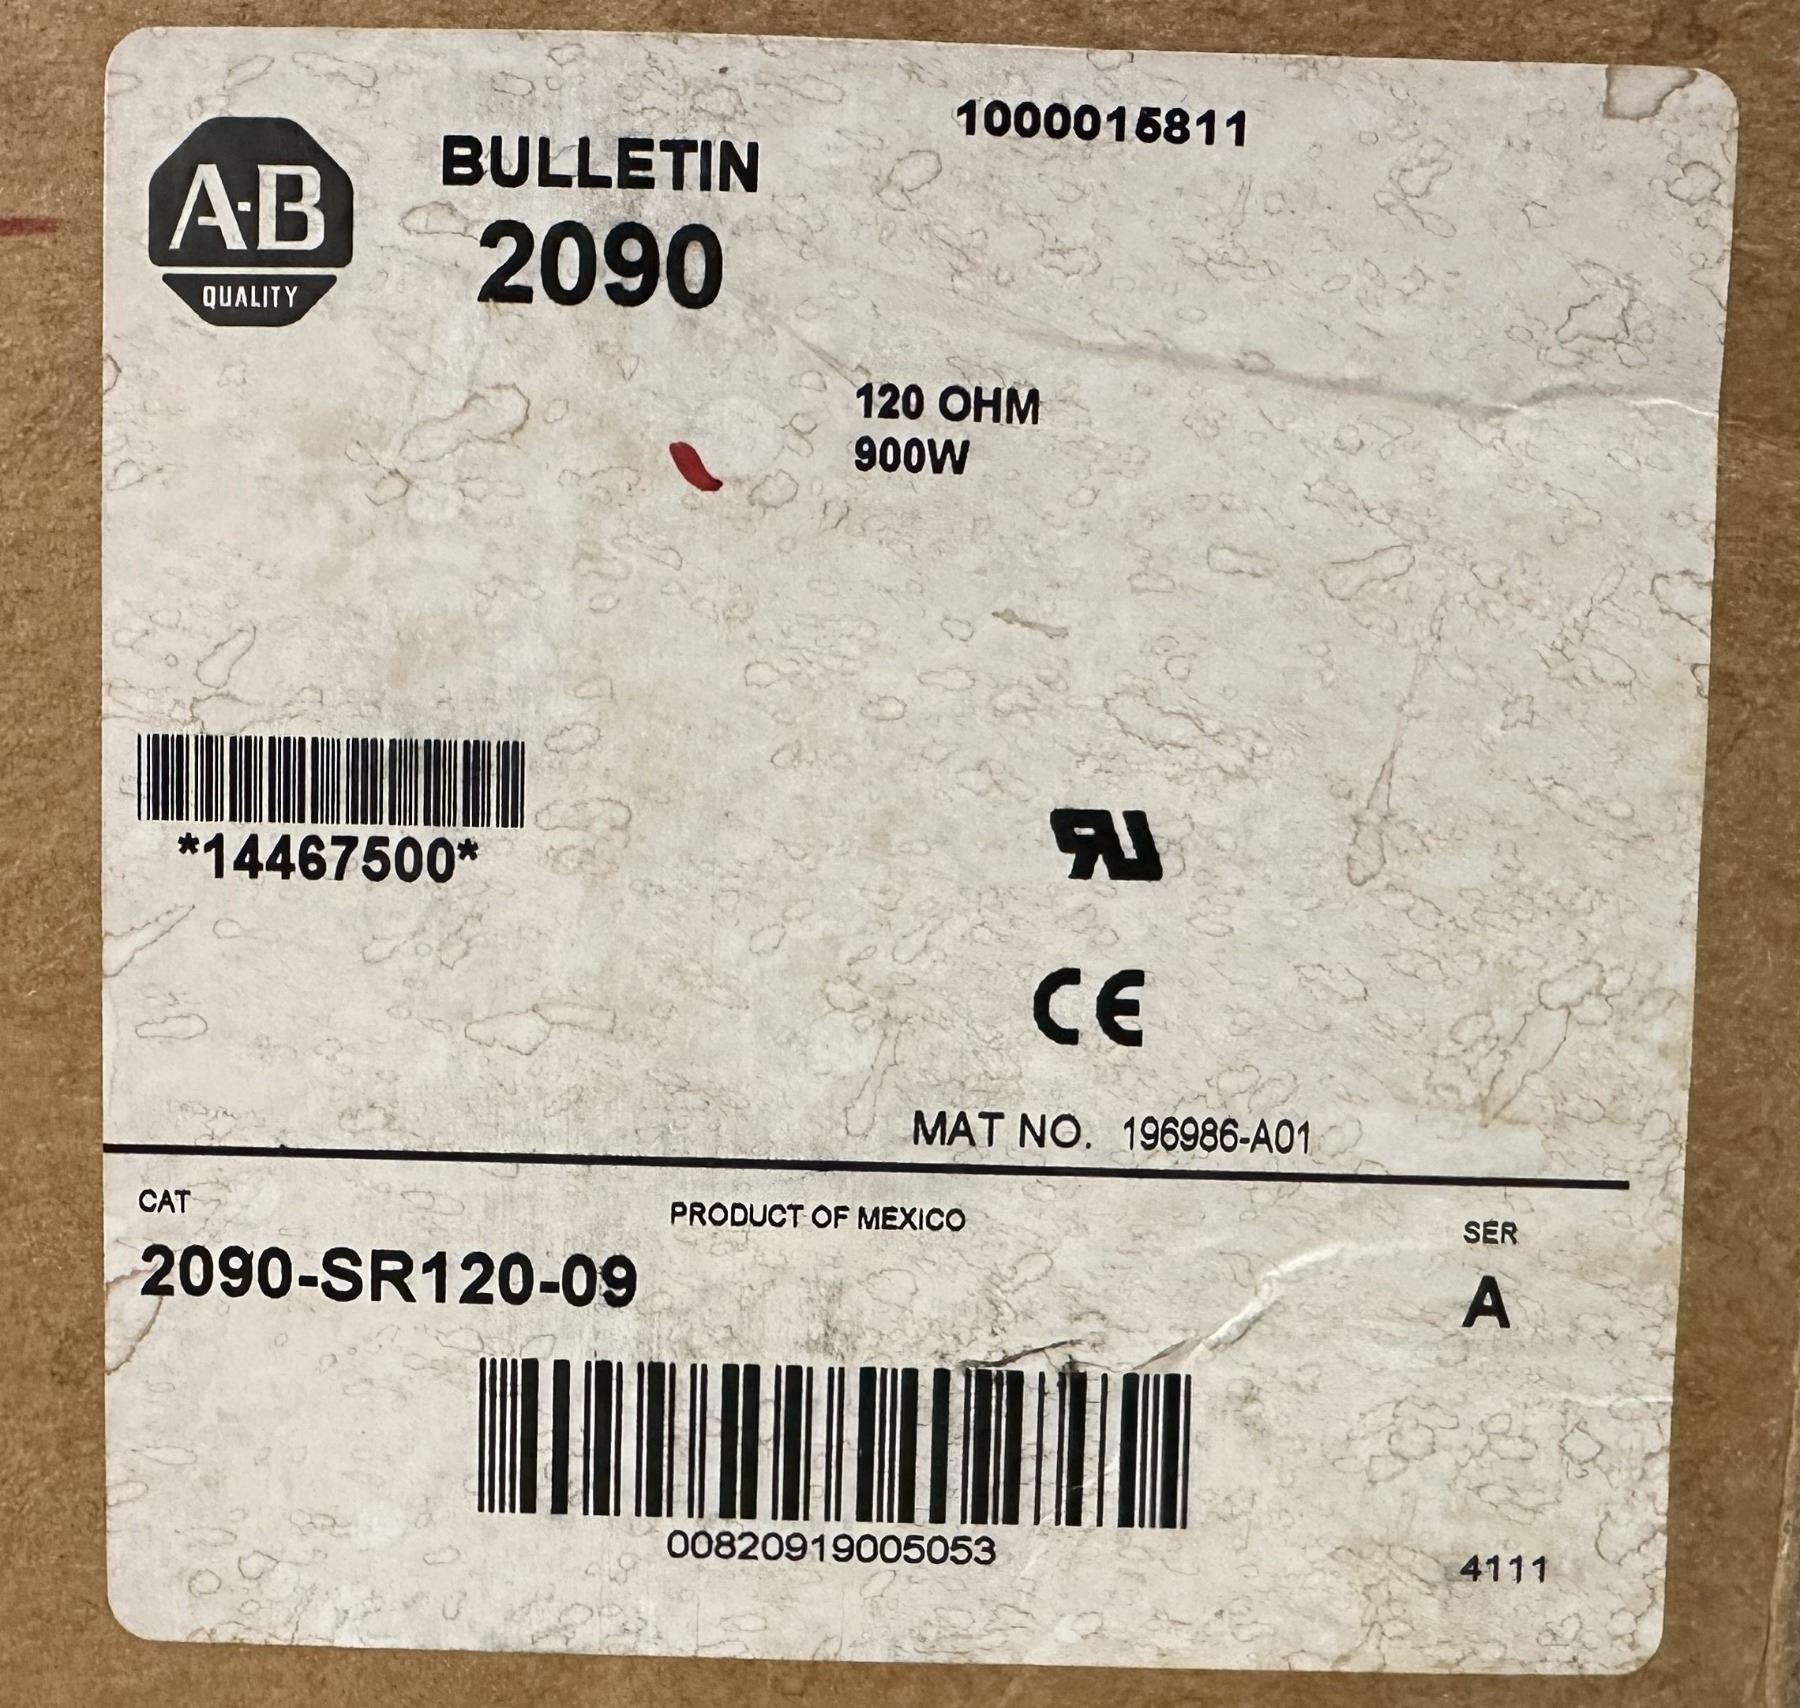 A-B
QUALITY
BULLETIN
2090
1000015811
120 OHM
900W
*14467500*
CE
MAT NO. 196986-A01
CAT
PRODUCT OF MEXICO
SER
2090-SR120-09
A
00820919005053
4111